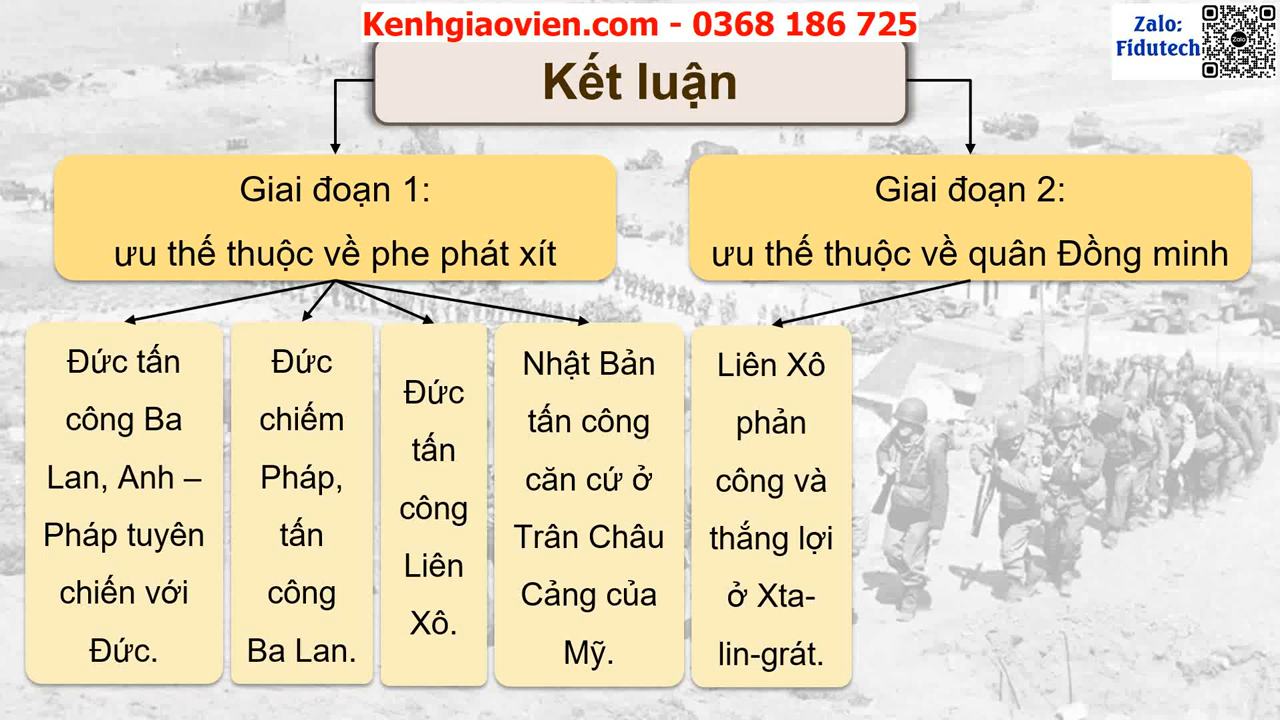 Kenhgiaovien.com - 0368 186 725
Zalo:
Fidutech
Zalo
Kết luận
Giai đoạn 1:
ưu thế thuộc về phe phát xít
Giai đoạn 2:
ưu thế thuộc về quân Đồng minh
Đức tấn
công Ba
Lan, Anh –
Pháp tuyên
chiến với
Đức.
Đức
chiếm
Pháp,
tấn
công
Ba Lan.
Đức
tấn
công
Liên
Xô.
Nhật Bản
tấn công
căn cứ ở
Trân Châu
Cảng của
Mỹ.
Liên Xô
phản
công và
thắng lợi
ở Xta-
lin-grát.